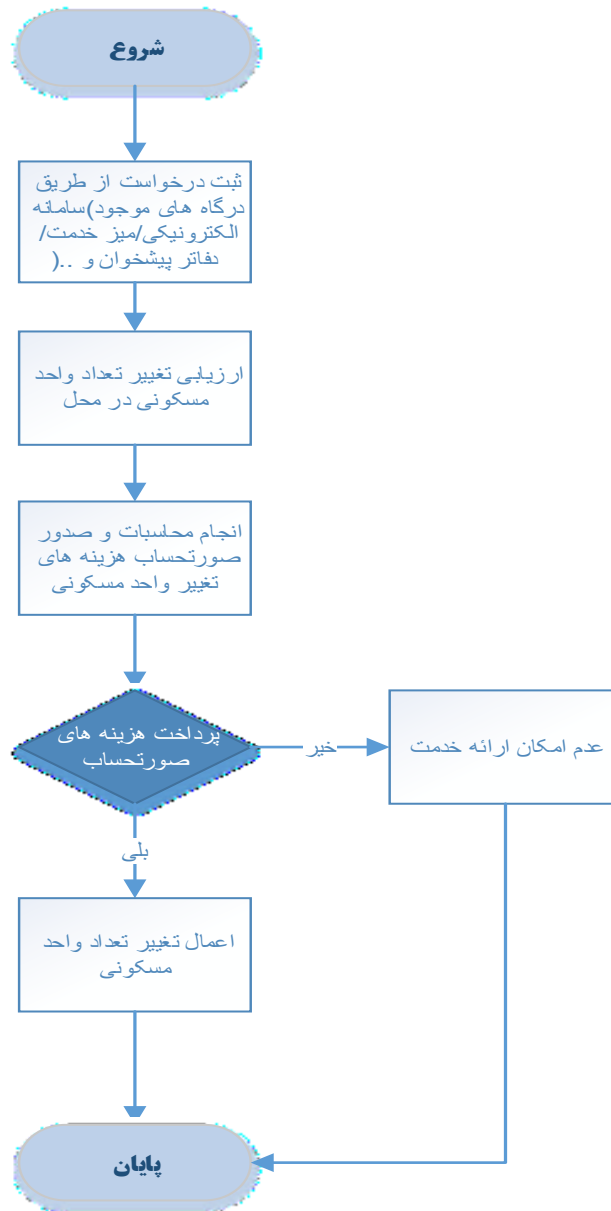 شروع
ثبت درخواست از طریق
درگاه های موجود)سامانه
الکترونیکی/میز خدمت/
دفاتر پیشخوان و ..(
ارزیابی تغییر تعداد واحد
مسکونی در محل
انجام محاسبات و صدور
صورتحساب هزینه های
تغییر واحد مسکونی
پرداخت هزینه های
صورتحساب
خیر
عدم امکان ارائه خدمت
بلی
اعمال تغییر تعداد واحد
مسکونی
پایان